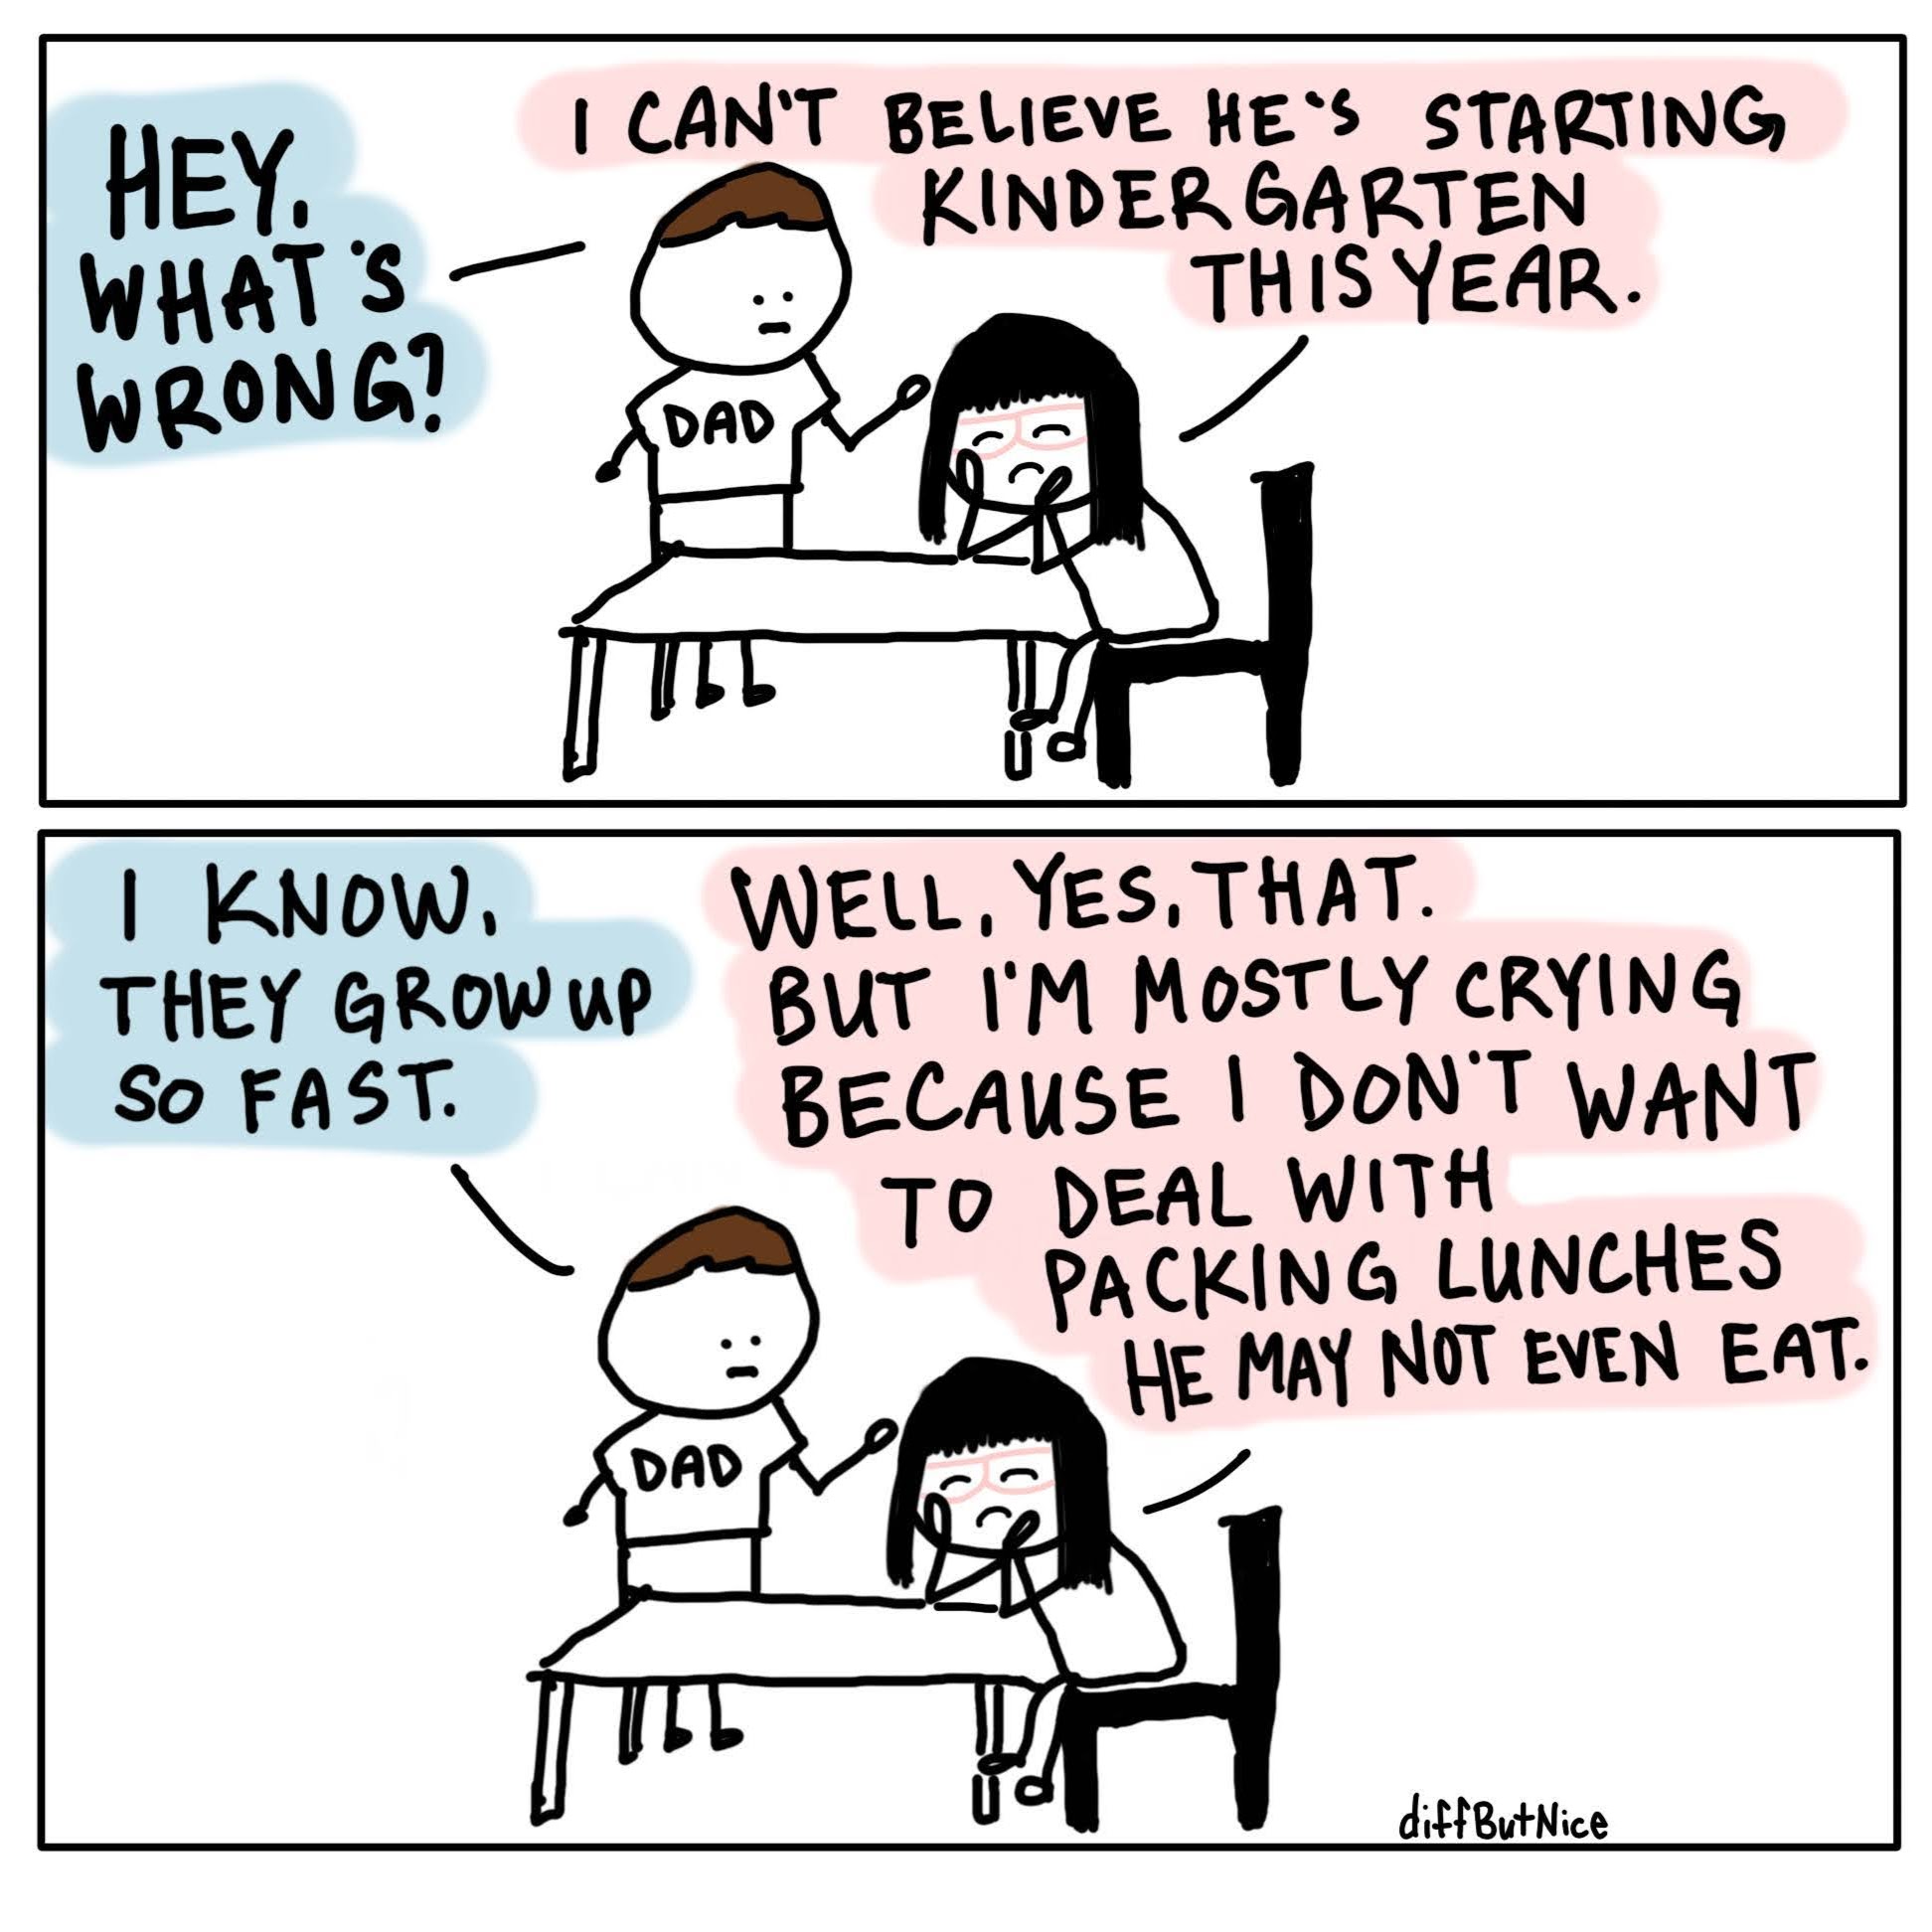 HEY.
WHAT'S
WRONG?
I CAN'T BELIEVE HE'S STARTING
KINDERGARTEN
THIS YEAR.
DAD
I KNOW,
THEY GROW UP
SO FAST.
WELL, YES, THAT.
BUT I'M MOSTLY CRYING
BECAUSE I DON'T WANT
TO DEAL WITH
PACKING LUNCHES
HE MAY NOT EVEN EAT.
DAD
diffButNice